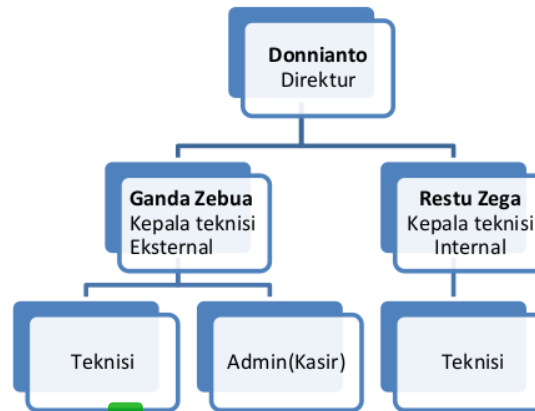 Donnianto
Direktur
Ganda Zebua
Kepala teknisi
Eksternal
Restu Zega
Kepala teknisi
Internal
Teknisi
Admin(Kasir)
Teknisi